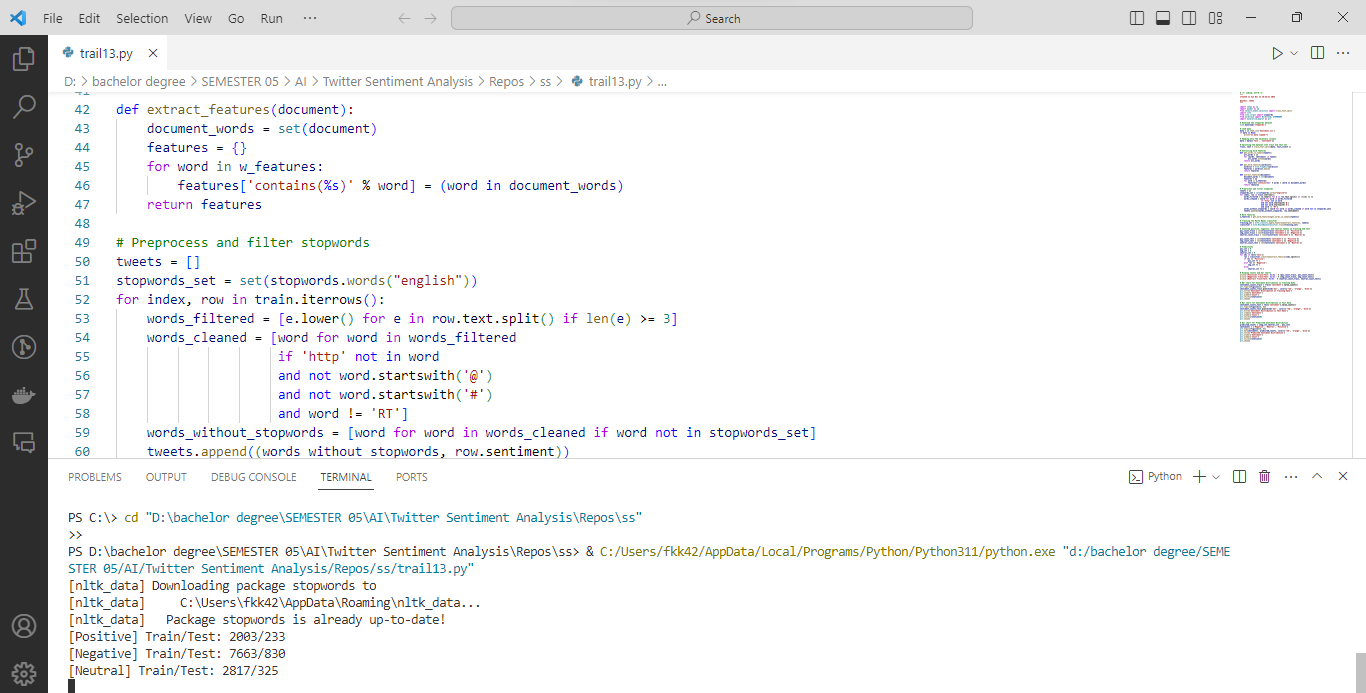 File Edit Selection View Go Run ··· Search
trail13.py
D: > bachelor degree > SEMESTER 05 > AI > Twitter Sentiment Analysis > Repos > ss > trail13.py > ...
41
42 def extract_features(document):
43 document_words = set(document)
44 features = {}
45 for word in w_features:
46 features['contains(%s)' % word] = (word in document_words)
47 return features
48
49 # Preprocess and filter stopwords
50 tweets = []
51 stopwords_set = set(stopwords.words("english"))
52 for index, row in train.iterrows():
53 words_filtered = [e.lower() for e in row.text.split() if len(e) >= 3]
54 words_cleaned = [word for word in words_filtered
55 if 'http' not in word
56 and not word.startswith('@')
57 and not word.startswith('#')
58 and word != 'RT']
59 words_without_stopwords = [word for word in words_cleaned if word not in stopwords_set]
60 tweets.append((words_without_stopwords, row.sentiment))
PROBLEMS OUTPUT DEBUG CONSOLE TERMINAL PORTS Python
PS C:\> cd "D:\bachelor degree\SEMESTER 05\AI\Twitter Sentiment Analysis\Repos\ss"
>>
PS D:\bachelor degree\SEMESTER 05\AI\Twitter Sentiment Analysis\Repos\ss> & C:/Users/fkk42/AppData/Local/Programs/Python/Python311/python.exe "d:/bachelor degree/SEME
STER 05/AI/Twitter Sentiment Analysis/Repos/ss/trail13.py"
[nltk_data] Downloading package stopwords to
[nltk_data] C:\Users\fkk42\AppData\Roaming\nltk_data...
[nltk_data] Package stopwords is already up-to-date!
[Positive] Train/Test: 2003/233
[Negative] Train/Test: 7663/830
[Neutral] Train/Test: 2817/325